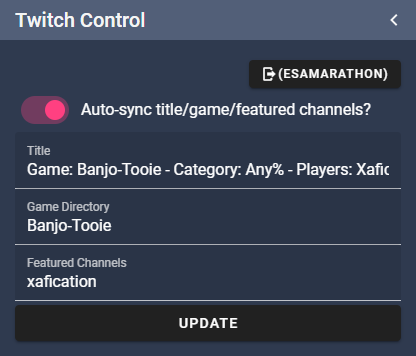 Twitch Control
(ESAMARATHON)
Auto-sync title/game/featured channels?
Title
Game: Banjo-Tooie - Category: Any% - Players: Xafic
Game Directory
Banjo-Tooie
Featured Channels
xafication
UPDATE